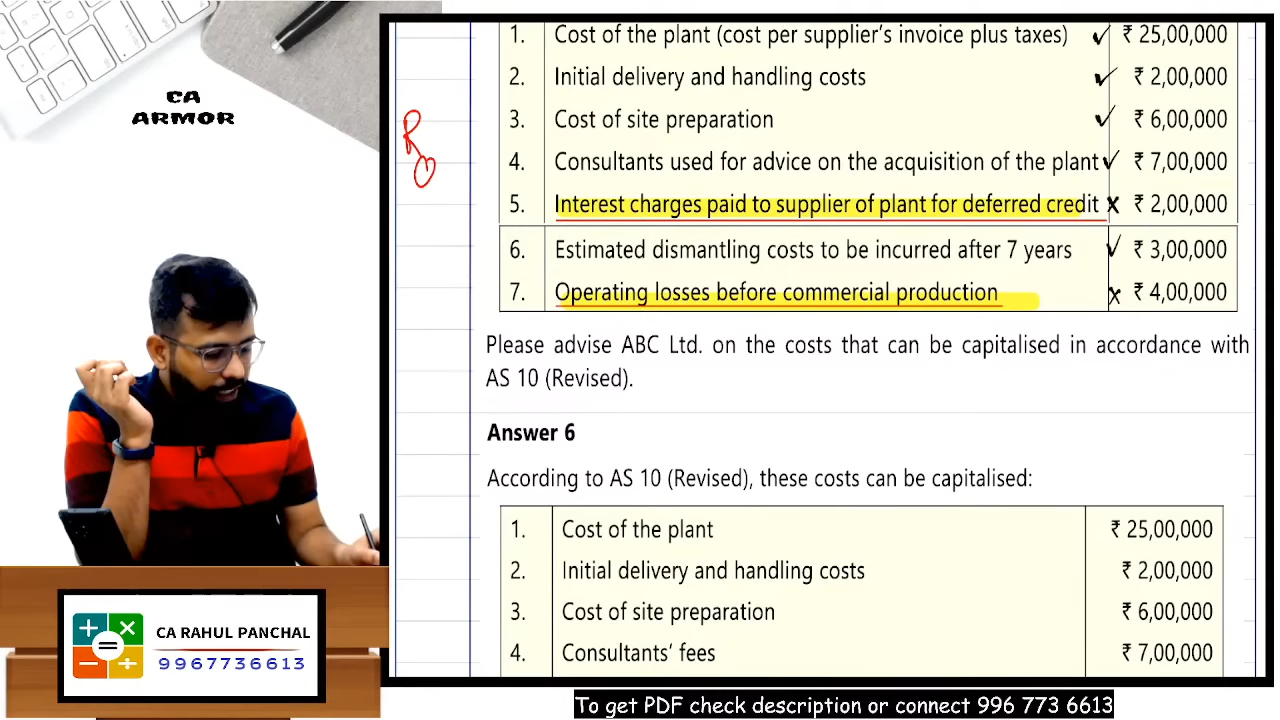 CA
ARMOR
R
1. Cost of the plant (cost per supplier's invoice plus taxes) ✓ ₹ 25,00,000
2. Initial delivery and handling costs ✓ ₹ 2,00,000
3. Cost of site preparation ✓ ₹ 6,00,000
4. Consultants used for advice on the acquisition of the plant ✓ ₹ 7,00,000
5. Interest charges paid to supplier of plant for deferred credit × ₹ 2,00,000
6. Estimated dismantling costs to be incurred after 7 years ✓ ₹ 3,00,000
7. Operating losses before commercial production × ₹ 4,00,000
Please advise ABC Ltd. on the costs that can be capitalised in accordance with
AS 10 (Revised).
Answer 6
According to AS 10 (Revised), these costs can be capitalised:
1. Cost of the plant ₹ 25,00,000
2. Initial delivery and handling costs ₹ 2,00,000
3. Cost of site preparation ₹ 6,00,000
4. Consultants' fees ₹ 7,00,000
CA RAHUL PANCHAL
9967736613
To get PDF check description or connect 996 773 6613